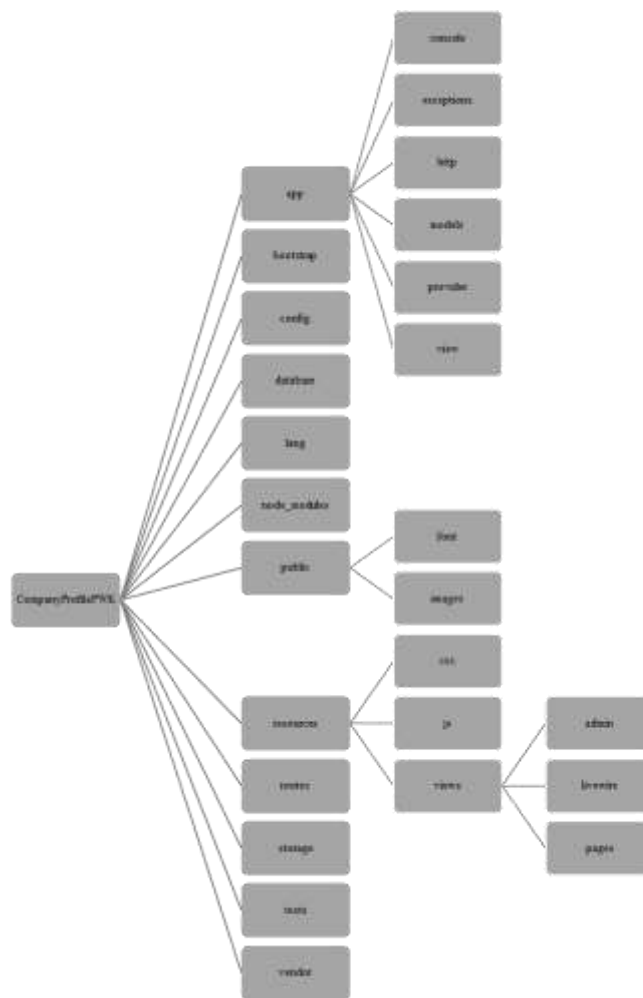 console
exceptions
http
app
models
bootstrap
provider
config
view
database
lang
node_modules
font
public
images
css
resources
js
admin
routes
views
livewire
storage
pages
vendor